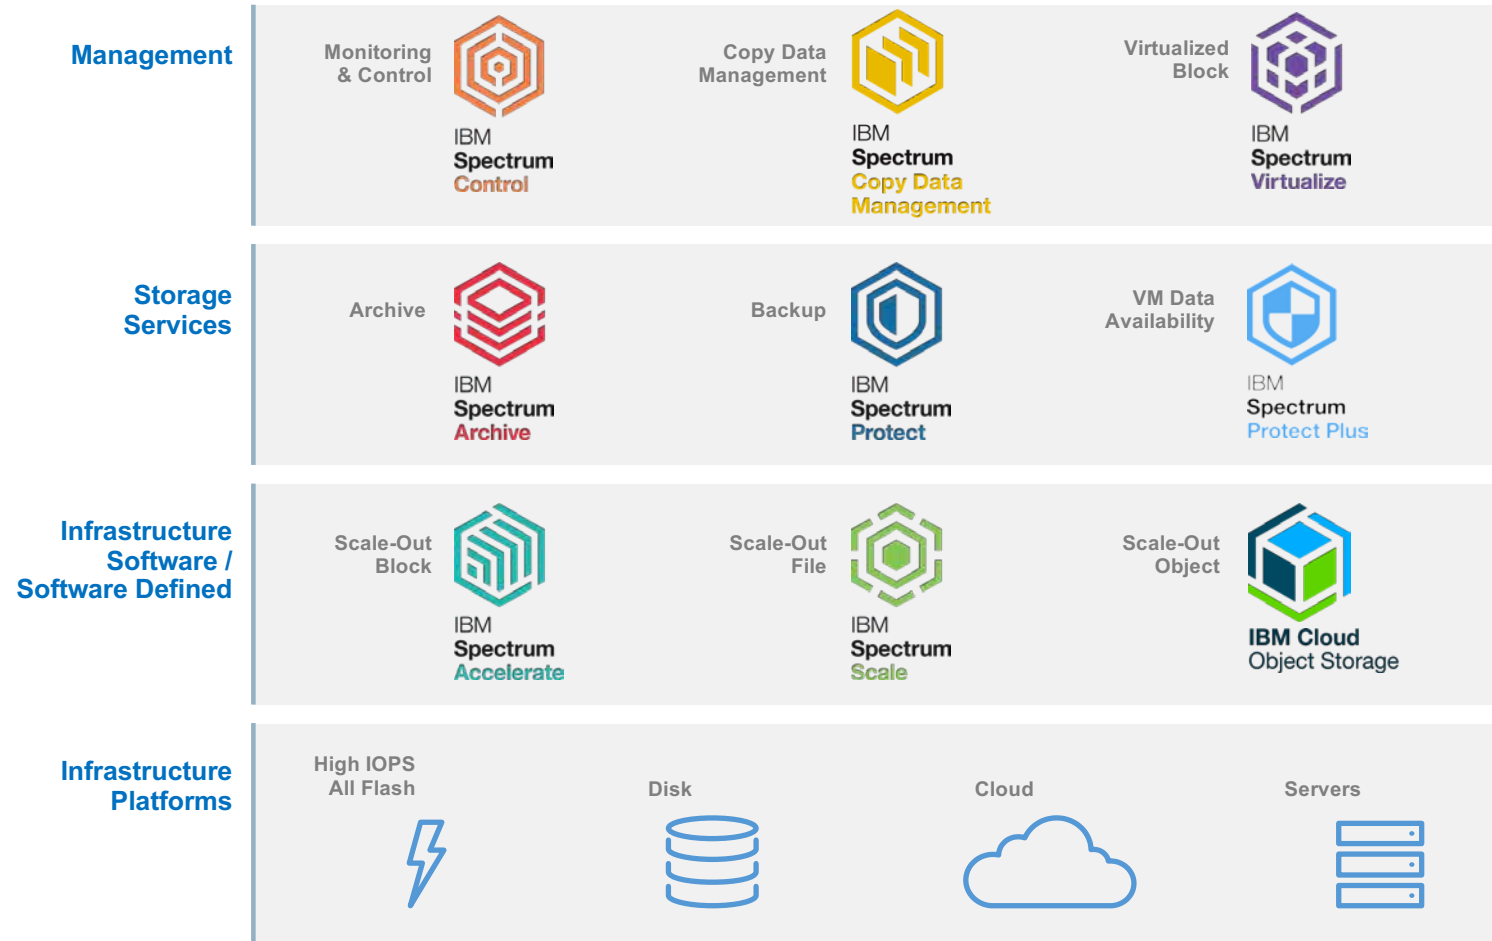 Management
Monitoring
& Control
IBM
Spectrum
Control
Copy Data
Management
IBM
Spectrum
Copy Data
Management
Virtualized
Block
IBM
Spectrum
Virtualize
Storage
Services
Archive
IBM
Spectrum
Archive
Backup
IBM
Spectrum
Protect
VM Data
Availability
IBM
Spectrum
Protect Plus
Infrastructure
Software /
Software Defined
Scale-Out
Block
IBM
Spectrum
Accelerate
Scale-Out
File
IBM
Spectrum
Scale
Scale-Out
Object
IBM Cloud
Object Storage
Infrastructure
Platforms
High IOPS
All Flash
Disk
Cloud
Servers